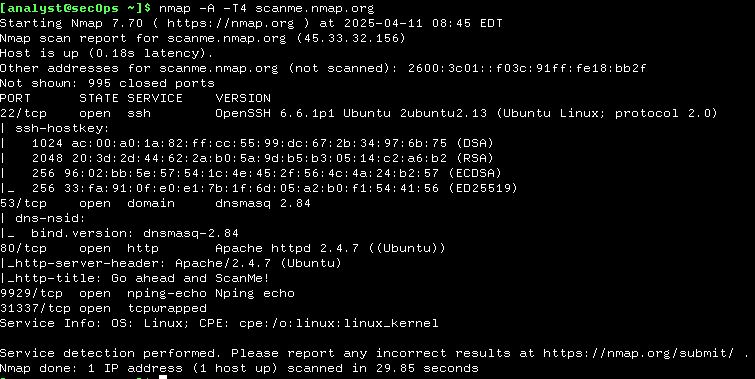 [analyst@secOps ~]$ nmap -A -T4 scanme.nmap.org
Starting Nmap 7.70 ( https://nmap.org ) at 2025-04-11 08:45 EDT
Nmap scan report for scanme.nmap.org (45.33.32.156)
Host is up (0.18s latency).
Other addresses for scanme.nmap.org (not scanned): 2600:3c01::f03c:91ff:fe18:bb2f
Not shown: 995 closed ports
PORT      STATE SERVICE    VERSION
22/tcp    open  ssh        OpenSSH 6.6.1p1 Ubuntu 2ubuntu2.13 (Ubuntu Linux; protocol 2.0)
| ssh-hostkey:
|   1024 ac:00:a0:1a:82:ff:cc:55:99:dc:67:2b:34:97:6b:75 (DSA)
|   2048 20:3d:2d:44:62:2a:b0:5a:9d:b5:b3:05:14:c2:a6:b2 (RSA)
|   256 96:02:bb:5e:57:54:1c:4e:45:2f:56:4c:4a:24:b2:57 (ECDSA)
|_  256 33:fa:91:0f:e0:e1:7b:1f:6d:05:a2:b0:f1:54:41:56 (ED25519)
53/tcp    open  domain     dnsmasq 2.84
| dns-nsid:
|_  bind.version: dnsmasq-2.84
80/tcp    open  http       Apache httpd 2.4.7 ((Ubuntu))
|_http-server-header: Apache/2.4.7 (Ubuntu)
|_http-title: Go ahead and ScanMe!
9929/tcp  open  nping-echo Nping echo
31337/tcp open  tcpwrapped
Service Info: OS: Linux; CPE: cpe:/o:linux:linux_kernel

Service detection performed. Please report any incorrect results at https://nmap.org/submit/ .
Nmap done: 1 IP address (1 host up) scanned in 29.85 seconds